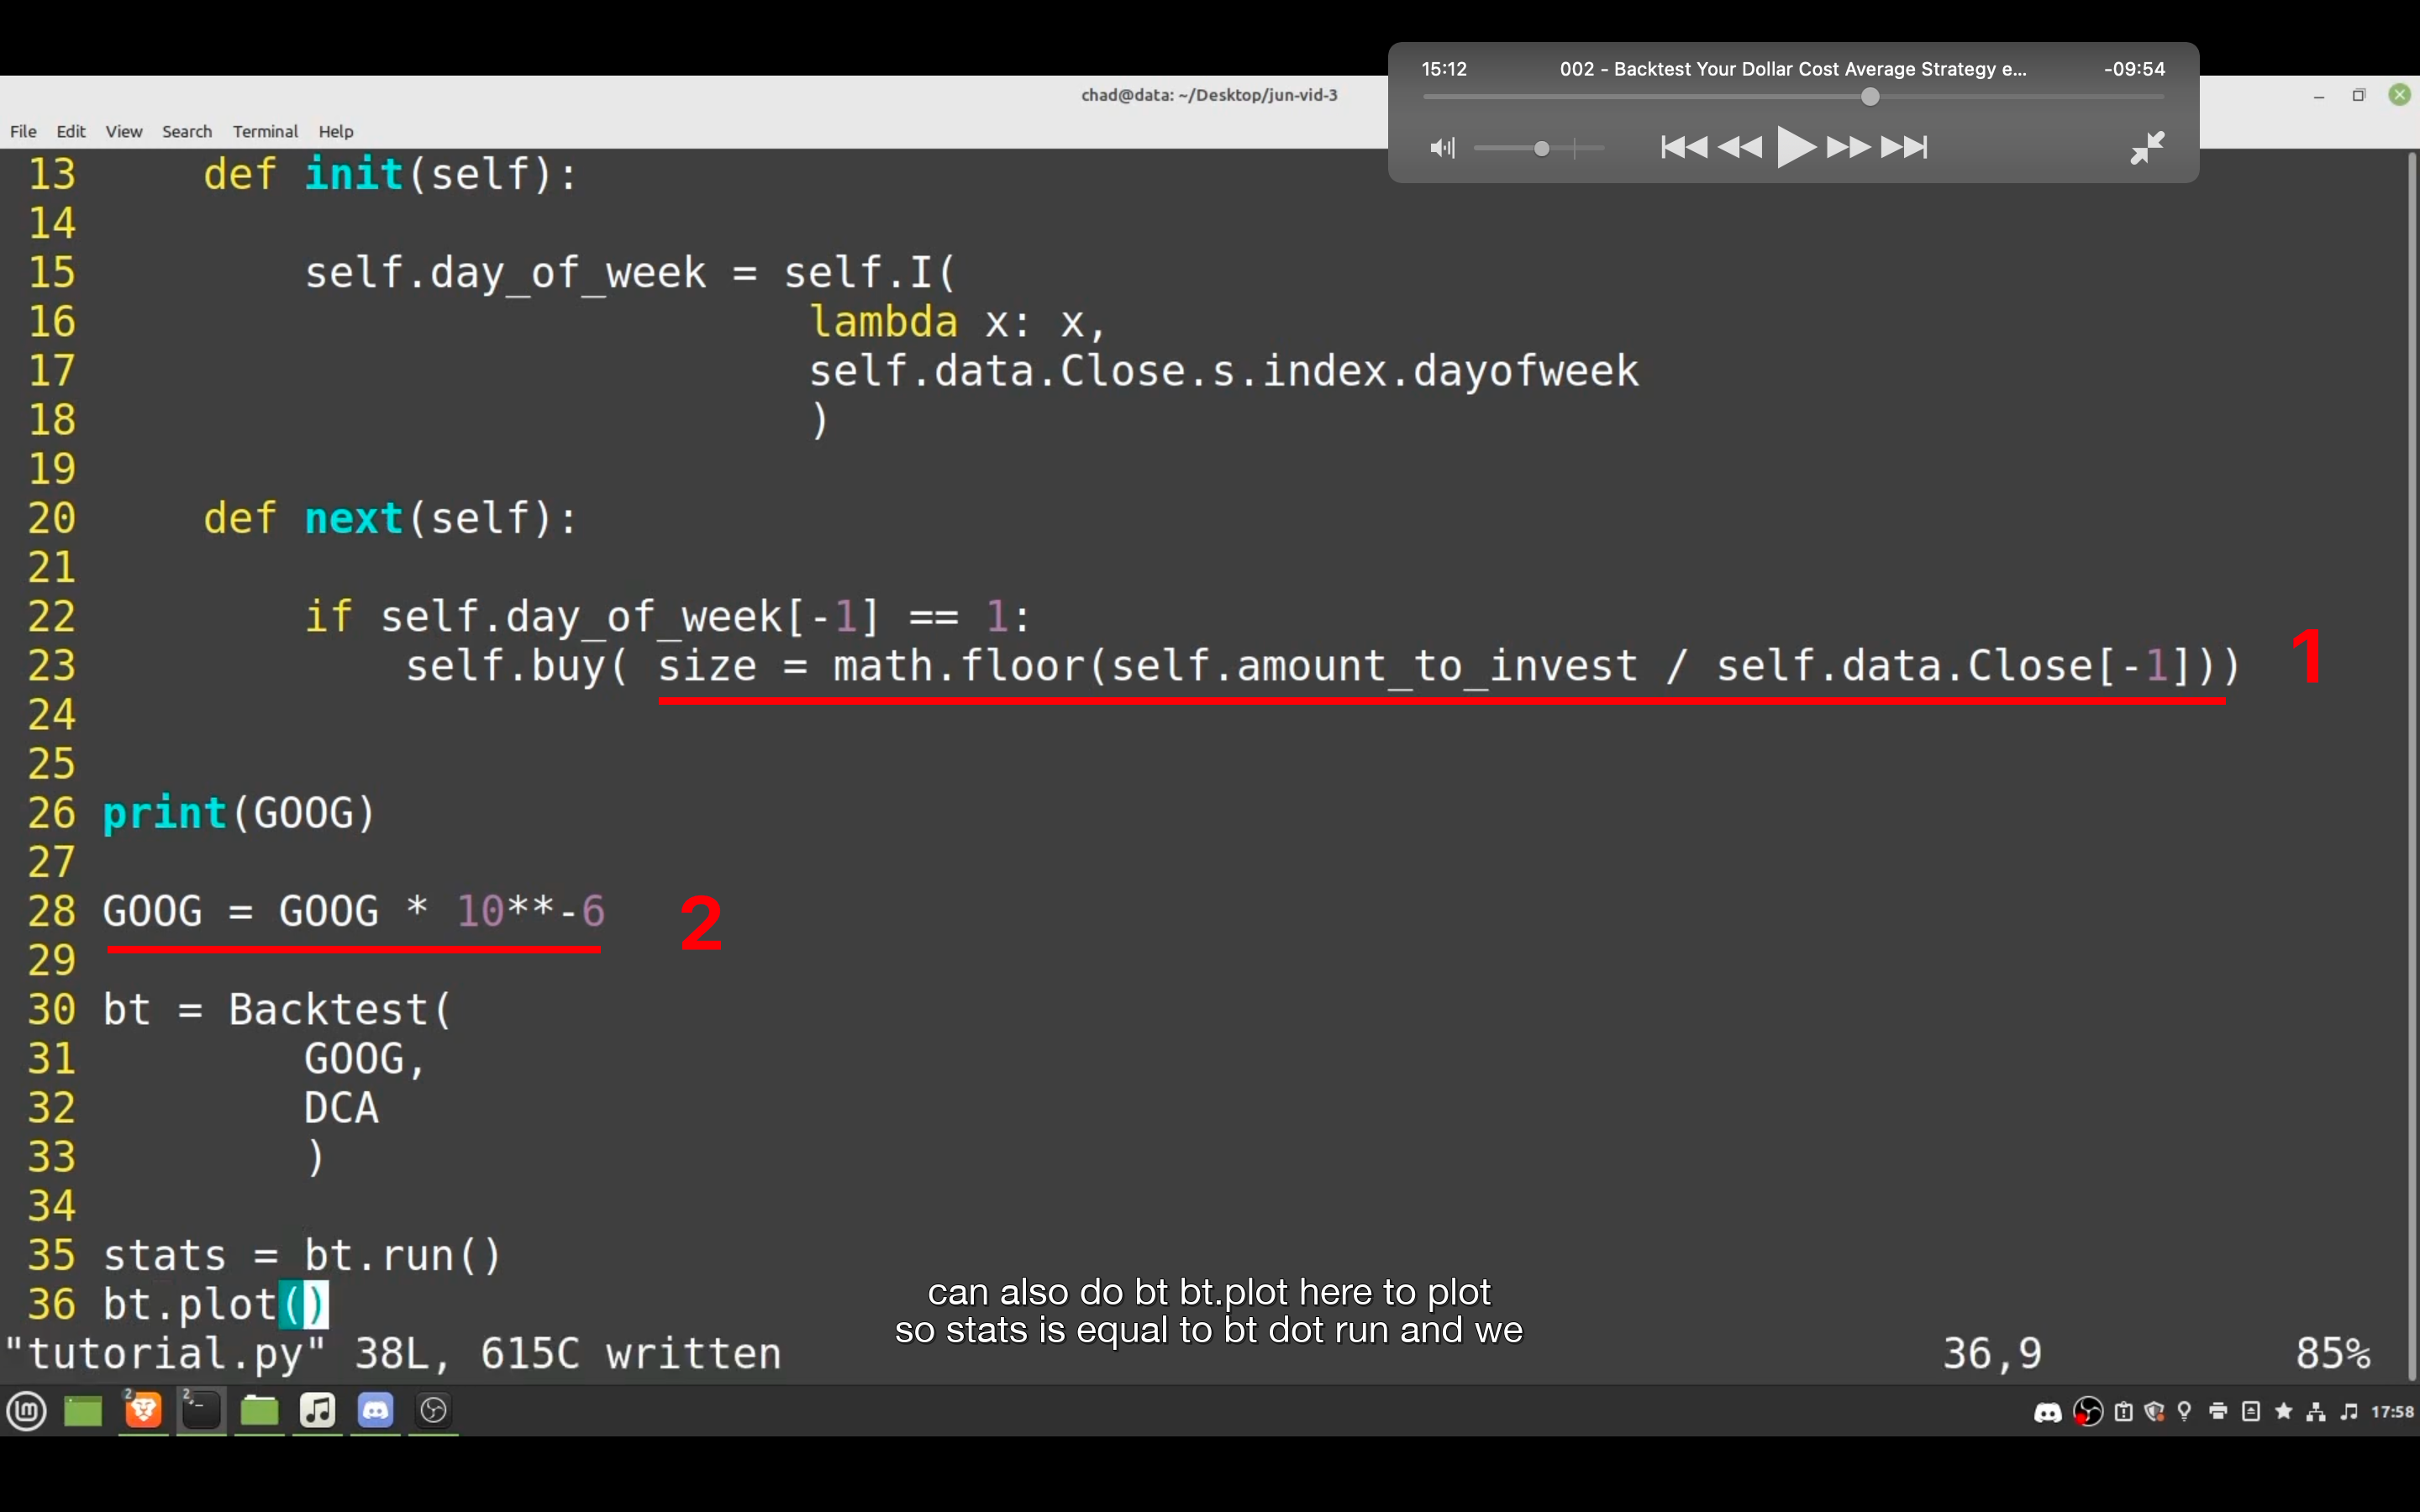 15:12 002 - Backtest Your Dollar Cost Average Strategy e... -09:54
chad@data: ~/Desktop/jun-vid-3
File Edit View Search Terminal Help
13 def init(self):
14
15 self.day_of_week = self.I(
16 lambda x: x,
17 self.data.Close.s.index.dayofweek
18 )
19
20 def next(self):
21
22 if self.day_of_week[-1] == 1:
23 self.buy( size = math.floor(self.amount_to_invest / self.data.Close[-1])) 1
24
25
26 print(GOOG)
27
28 GOOG = GOOG * 10**-6 2
29
30 bt = Backtest(
31 GOOG,
32 DCA
33 )
34
35 stats = bt.run()
36 bt.plot()
can also do bt bt.plot here to plot
so stats is equal to bt dot run and we
"tutorial.py" 38L, 615C written 36,9 85%
2 2 17:58